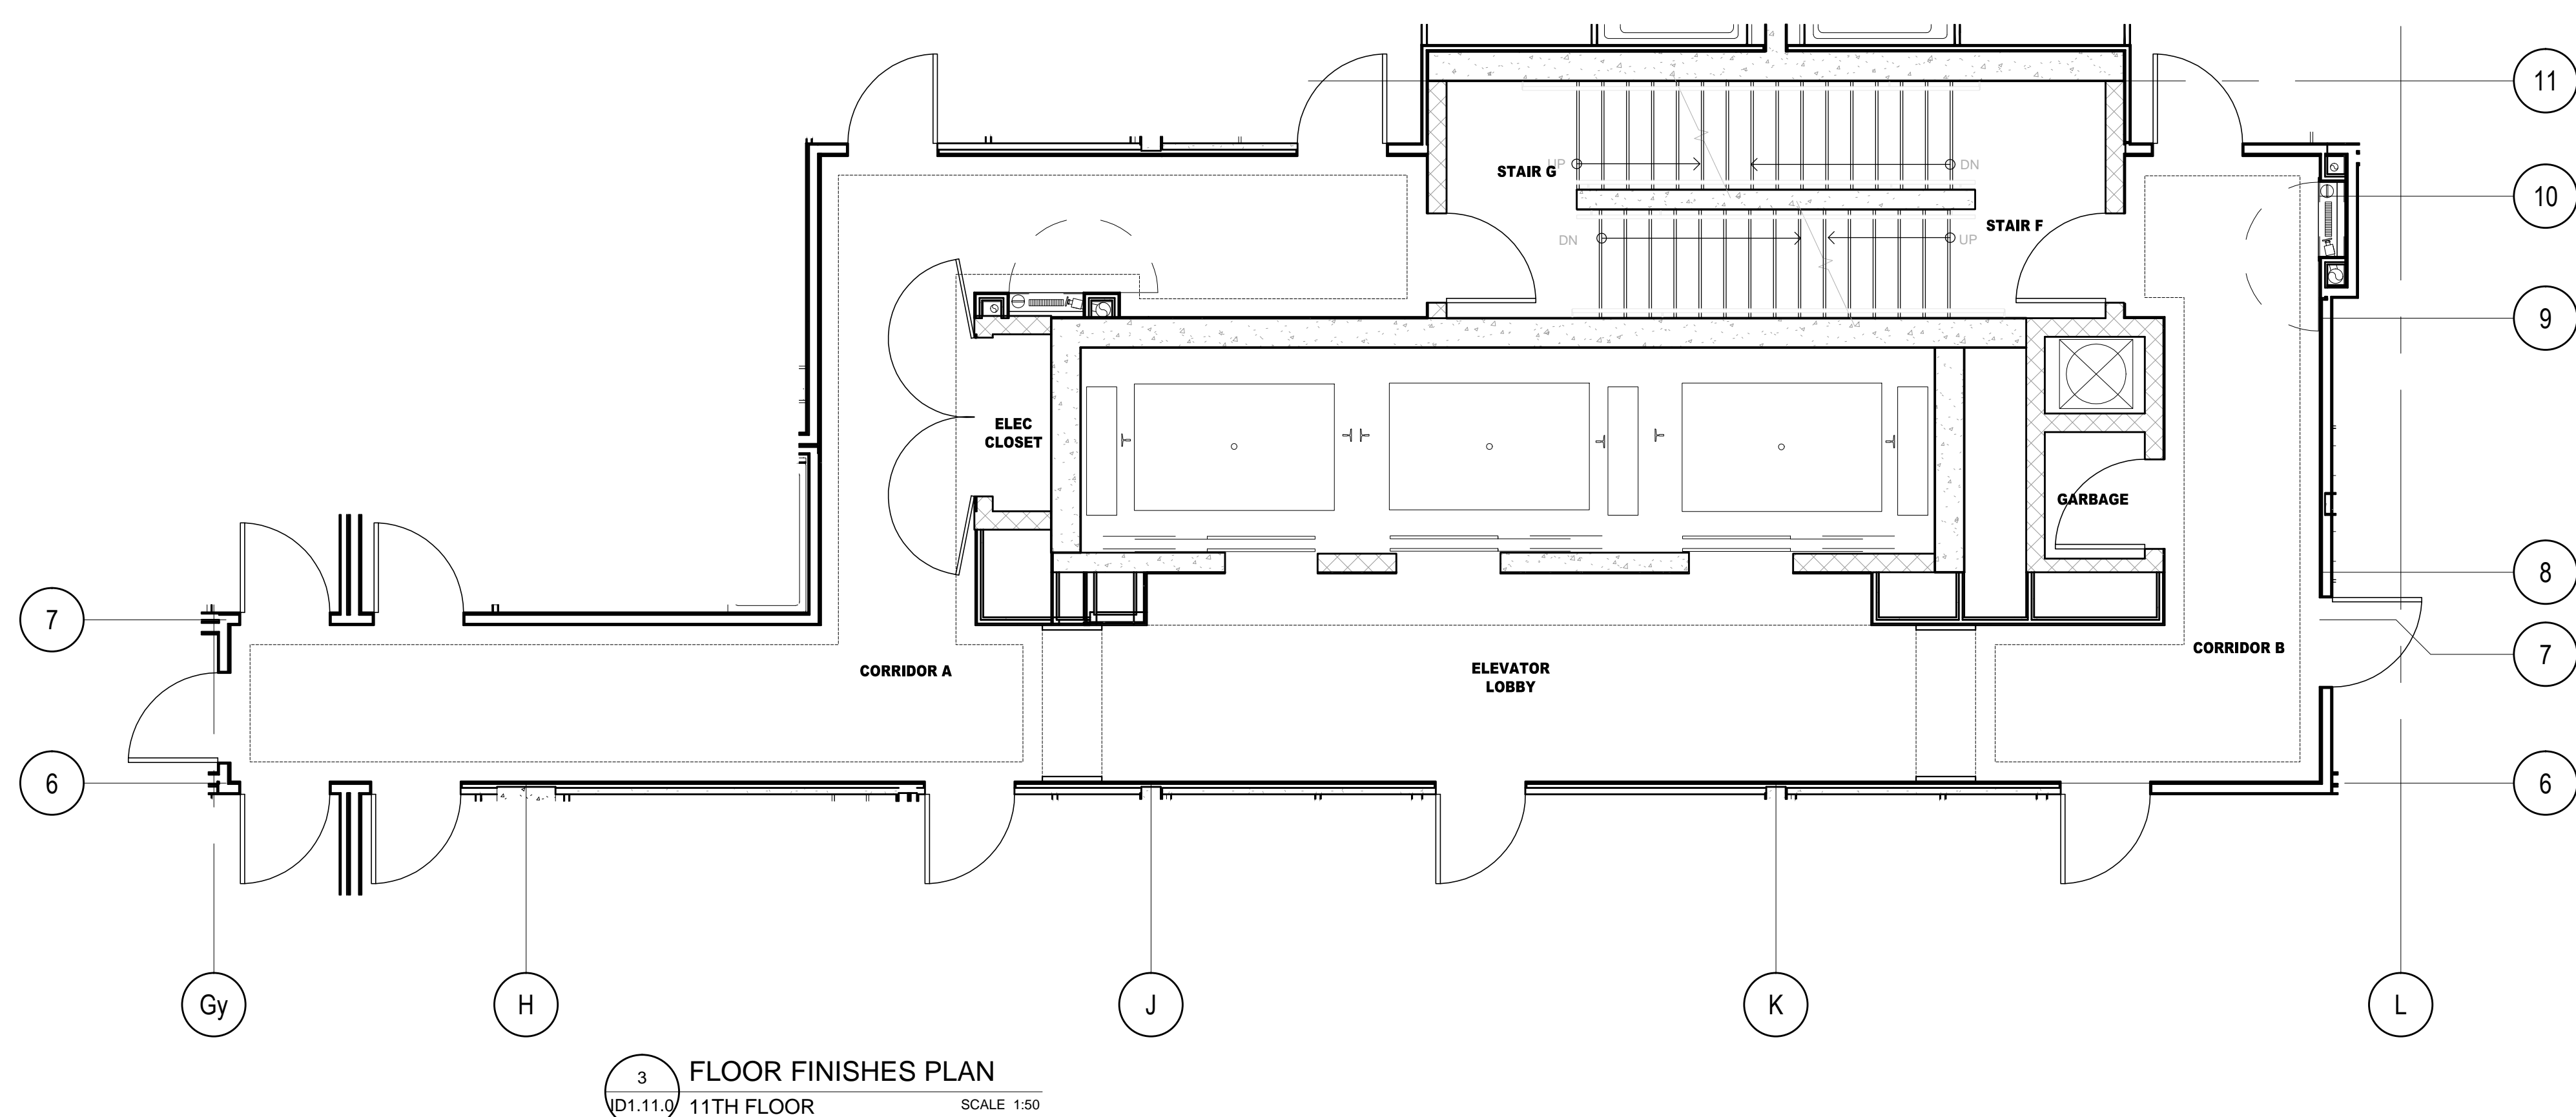 11
UP
DN
STAIR G
10
STAIR F
DN
UP
9
ELEC
CLOSET
GARBAGE
8
7
CORRIDOR A
ELEVATOR
LOBBY
CORRIDOR B
7
6
6
Gy
H
J
K
L
3
FLOOR FINISHES PLAN
ID1.11.0
11TH FLOOR
SCALE 1:50